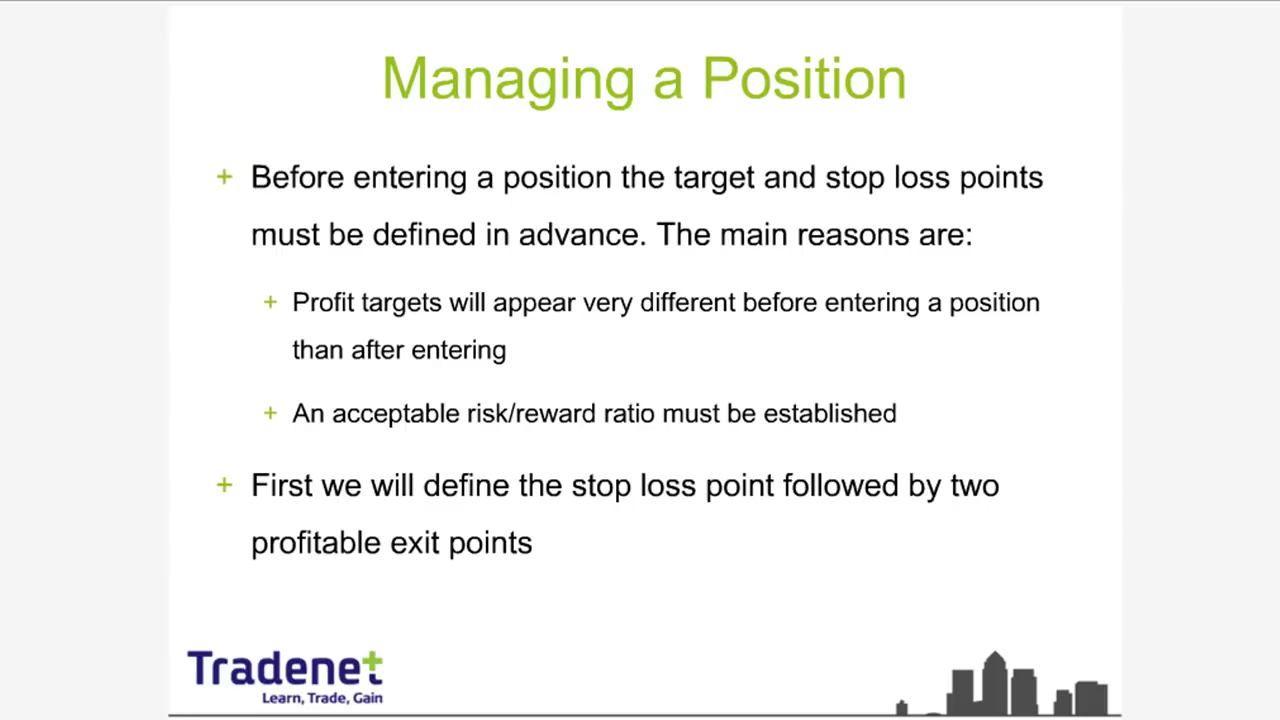 Managing a Position
+ Before entering a position the target and stop loss points
must be defined in advance. The main reasons are:
+ Profit targets will appear very different before entering a position
than after entering
+ An acceptable risk/reward ratio must be established
+ First we will define the stop loss point followed by two
profitable exit points
Tradenet
Learn, Trade, Gain